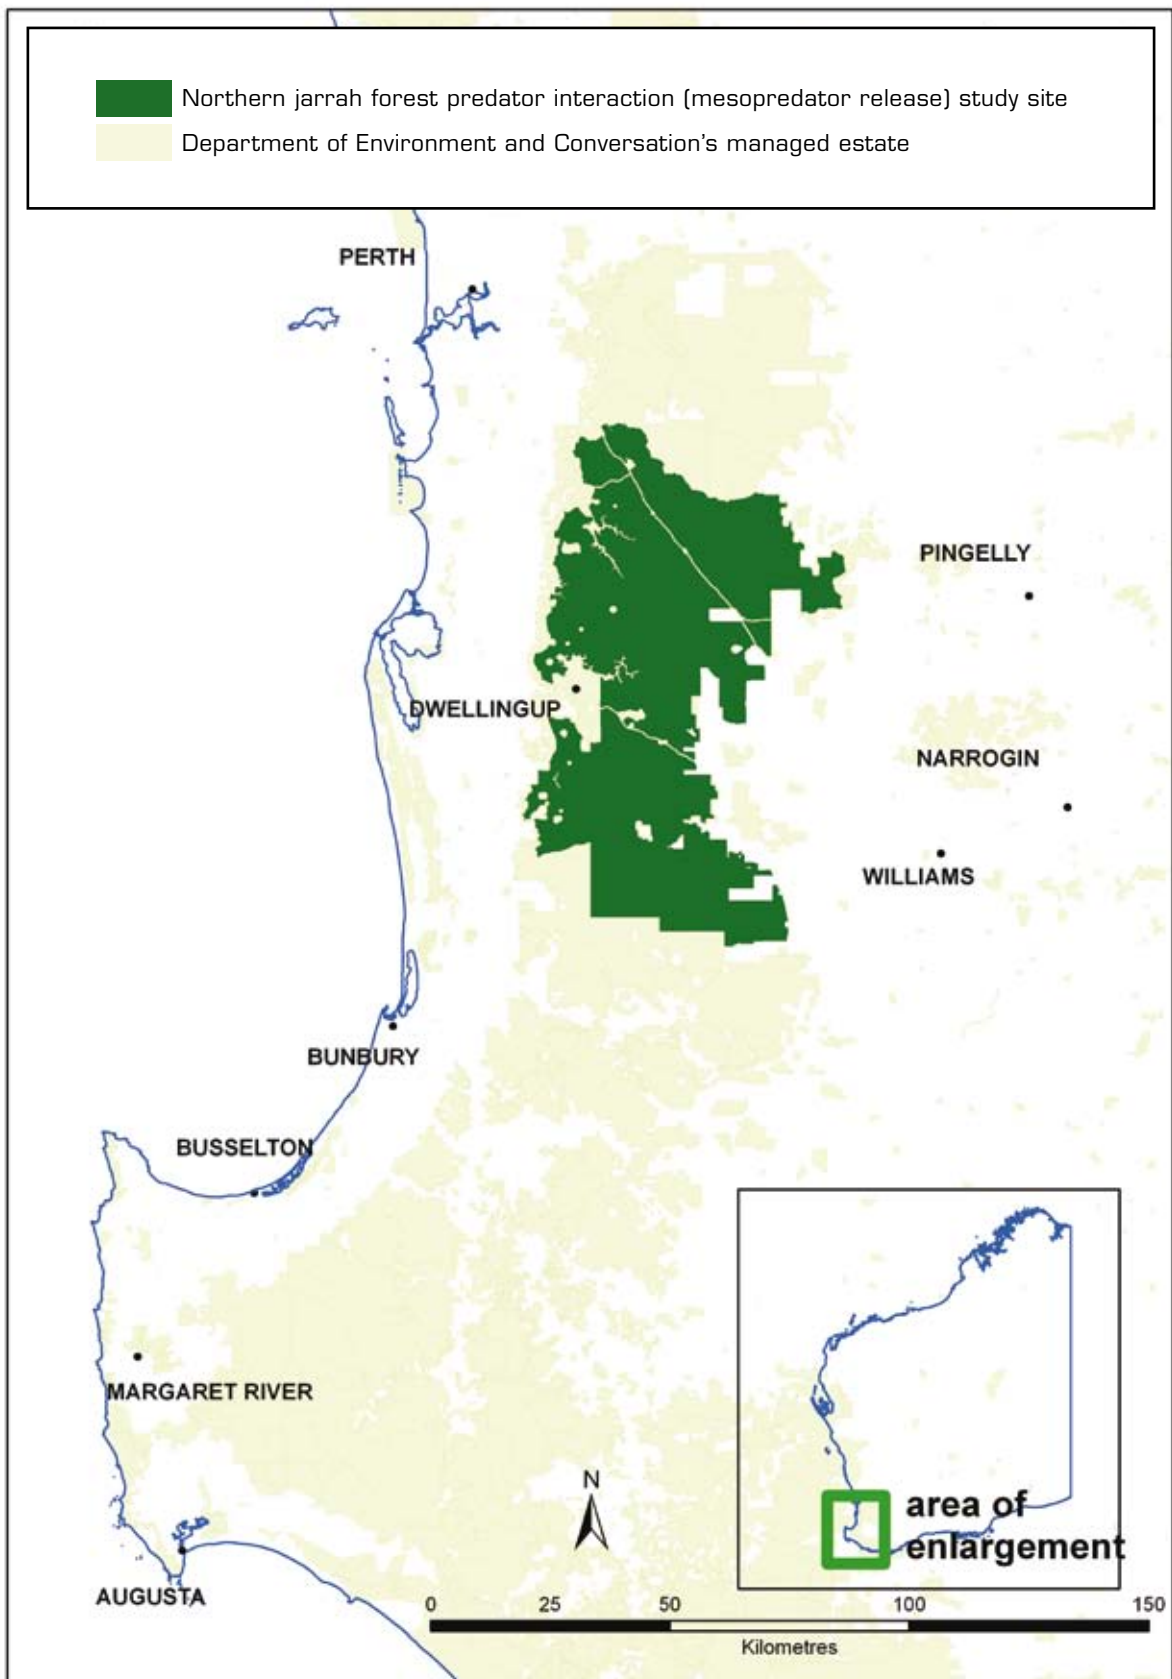 Northern jarrah forest predator interaction (mesopredator release) study site
Department of Environment and Conversation's managed estate
PERTH
PINGELLY
DWELLINGUP
NARROGIN
WILLIAMS
BUNBURY
BUSSELTON
MARGARET RIVER
AUGUSTA
N
area of
enlargement
0 25 50 100 150
Kilometres